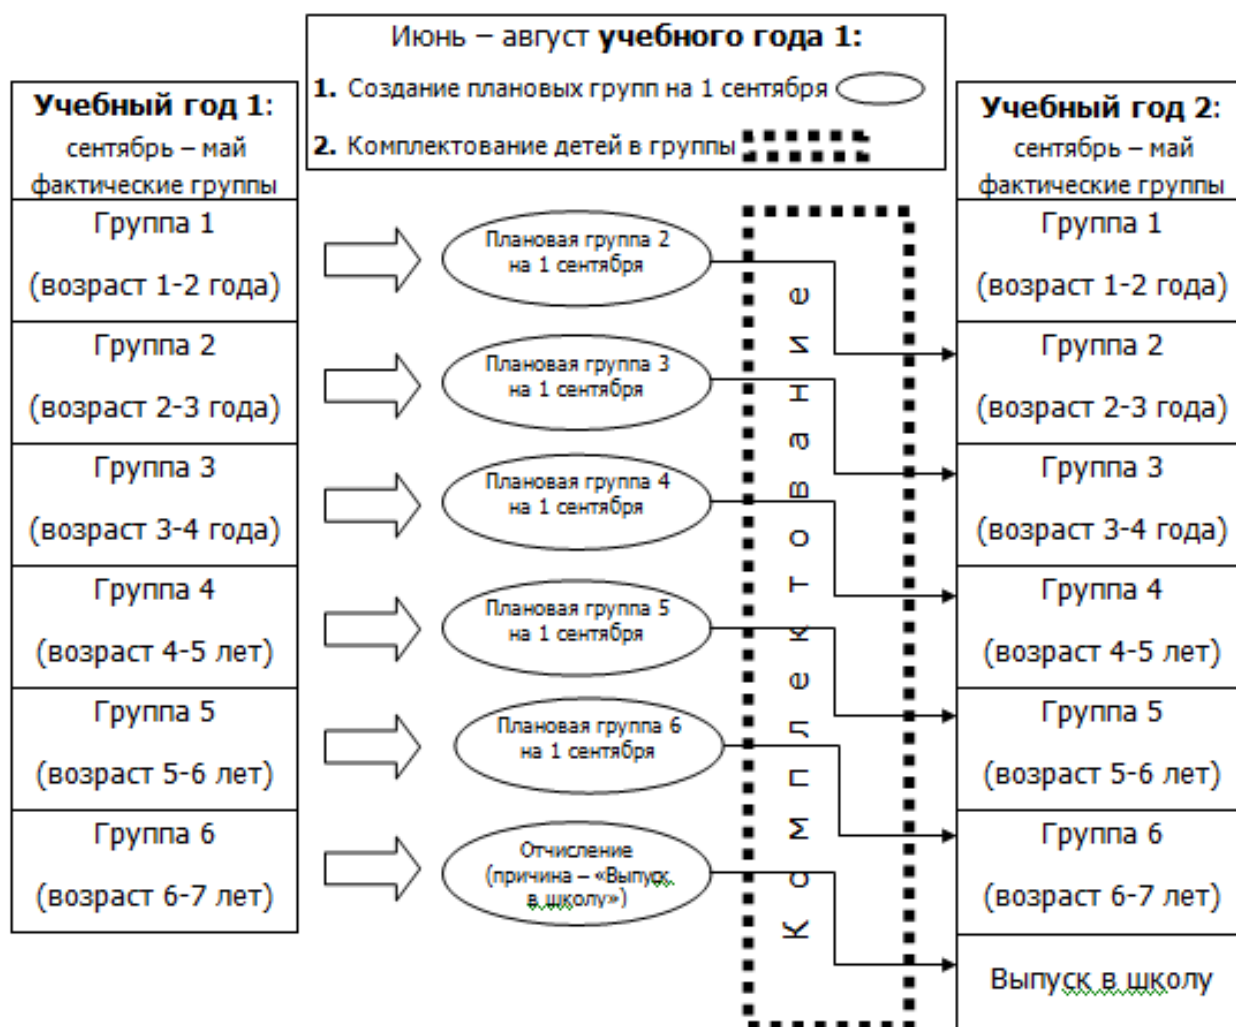 Июнь – август учебного года 1:
1. Создание плановых групп на 1 сентября
2. Комплектование детей в группы
Учебный год 1:
сентябрь – май
фактические группы
Группа 1
(возраст 1-2 года)
Группа 2
(возраст 2-3 года)
Группа 3
(возраст 3-4 года)
Группа 4
(возраст 4-5 лет)
Группа 5
(возраст 5-6 лет)
Группа 6
(возраст 6-7 лет)
Плановая группа 2
на 1 сентября
Плановая группа 3
на 1 сентября
Плановая группа 4
на 1 сентября
Плановая группа 5
на 1 сентября
Плановая группа 6
на 1 сентября
Отчисление
(причина – «Выпуск
в школу»)
Комплектование
Учебный год 2:
сентябрь – май
фактические группы
Группа 1
(возраст 1-2 года)
Группа 2
(возраст 2-3 года)
Группа 3
(возраст 3-4 года)
Группа 4
(возраст 4-5 лет)
Группа 5
(возраст 5-6 лет)
Группа 6
(возраст 6-7 лет)
Выпуск в школу